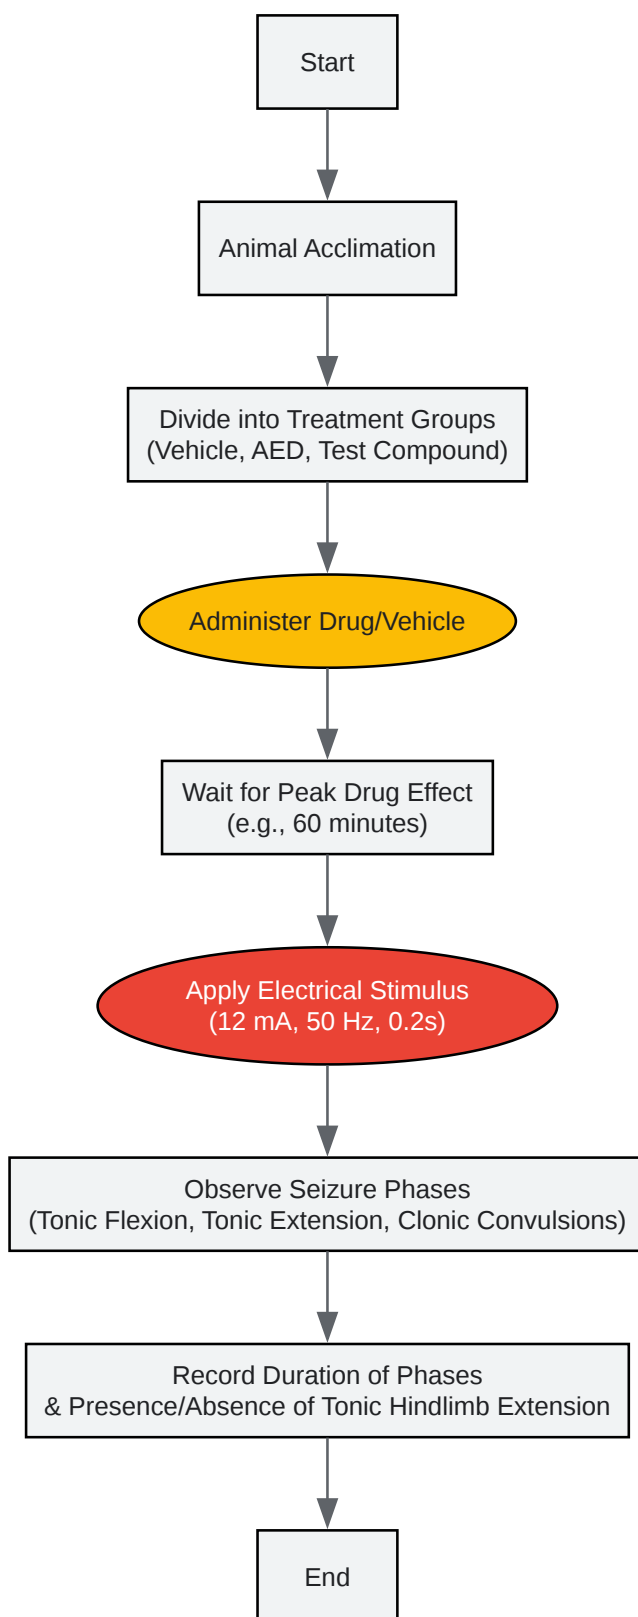 Start
Animal Acclimation
Divide into Treatment Groups
(Vehicle, AED, Test Compound)
Administer Drug/Vehicle
Wait for Peak Drug Effect
(e.g., 60 minutes)
Apply Electrical Stimulus
(12 mA, 50 Hz, 0.2s)
Observe Seizure Phases
(Tonic Flexion, Tonic Extension, Clonic Convulsions)
Record Duration of Phases
& Presence/Absence of Tonic Hindlimb Extension
End